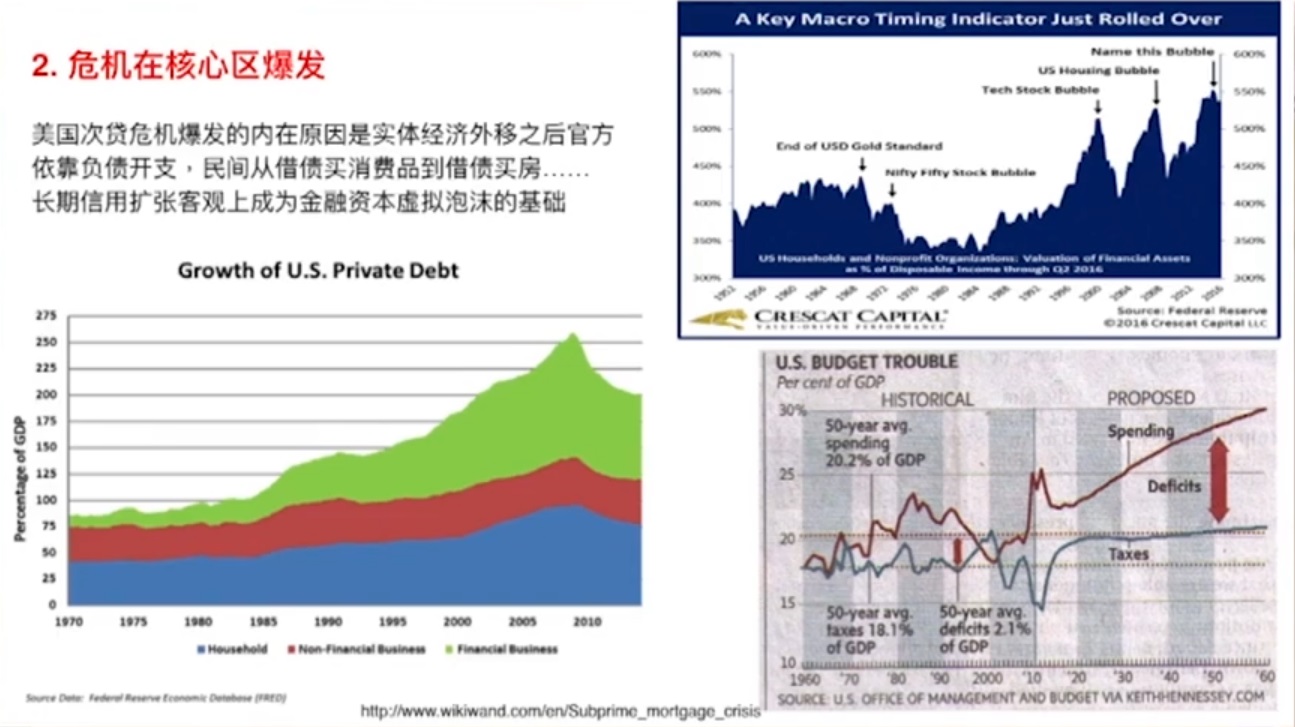 2. 危机在核心区爆发
美国次贷危机爆发的内在原因是实体经济外移之后官方
依靠负债开支，民间从借债买消费品到借债买房……
长期信用扩张客观上成为金融资本虚拟泡沫的基础
Growth of U.S. Private Debt
Percentage of GDP
275
250
225
200
175
150
125
100
75
50
25
0
1970 1975 1980 1985 1990 1995 2000 2005 2010
Household Non-Financial Business Financial Business
Source Data: Federal Reserve Economic Database (FRED)
http://www.wikiwand.com/en/Subprime_mortgage_crisis
A Key Macro Timing Indicator Just Rolled Over
600% 600%
550% 550%
500% 500%
450% 450%
400% 400%
350% 350%
300% 300%
Name this Bubble
US Housing Bubble
Tech Stock Bubble
End of USD Gold Standard
Nifty Fifty Stock Bubble
US Households and Nonprofit Organizations: Valuation of Financial Assets
as % of Disposable Income through Q2 2016
1952 1956 1960 1964 1968 1972 1976 1980 1984 1988 1992 1996 2000 2004 2008 2012 2016
CRESCAT CAPITAL
VALUE-DRIVEN PERFORMANCE
Source: Federal Reserve
©2016 Crescat Capital LLC
U.S. BUDGET TROUBLE
Per cent of GDP
HISTORICAL PROPOSED
30%
25
20
15
10
50-year avg.
spending
20.2% of GDP
Spending
Deficits
Taxes
50-year avg.
taxes 18.1%
of GDP
50-year avg.
deficits 2.1%
of GDP
1960 '70 '80 '90 2000 '10 '20 '30 '40 '50 '60
SOURCE: U.S. OFFICE OF MANAGEMENT AND BUDGET VIA KEITHHENNESSEY.COM